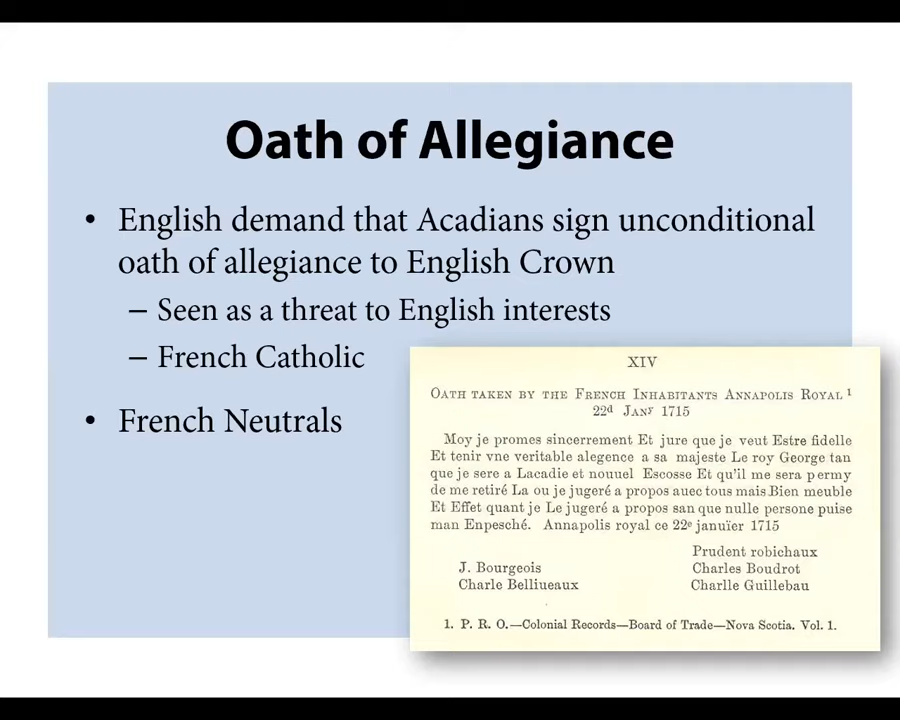 Oath of Allegiance
• English demand that Acadians sign unconditional
oath of allegiance to English Crown
– Seen as a threat to English interests
– French Catholic
• French Neutrals
XIV
Oath taken by the French Inhabitants Annapolis Royal 1
22d Jany 1715
Moy je promes sincerrement Et jure que je veut Estre fidelle
Et tenir vne veritable alegence a sa majeste Le roy George tan
que je sere a Lacadie et nouuel Escosse Et qu'il me sera permy
de me retiré La ou je jugeré a propos auec tous mais Bien meuble
Et Effet quant je Le jugeré a propos san que nulle persone puise
man Enpesché. Annapolis royal ce 22e januïer 1715
Prudent robichaux
J. Bourgeois Charles Boudrot
Charle Belliueaux Charlle Guillebau
1. P. R. O.—Colonial Records—Board of Trade—Nova Scotia. Vol. 1.